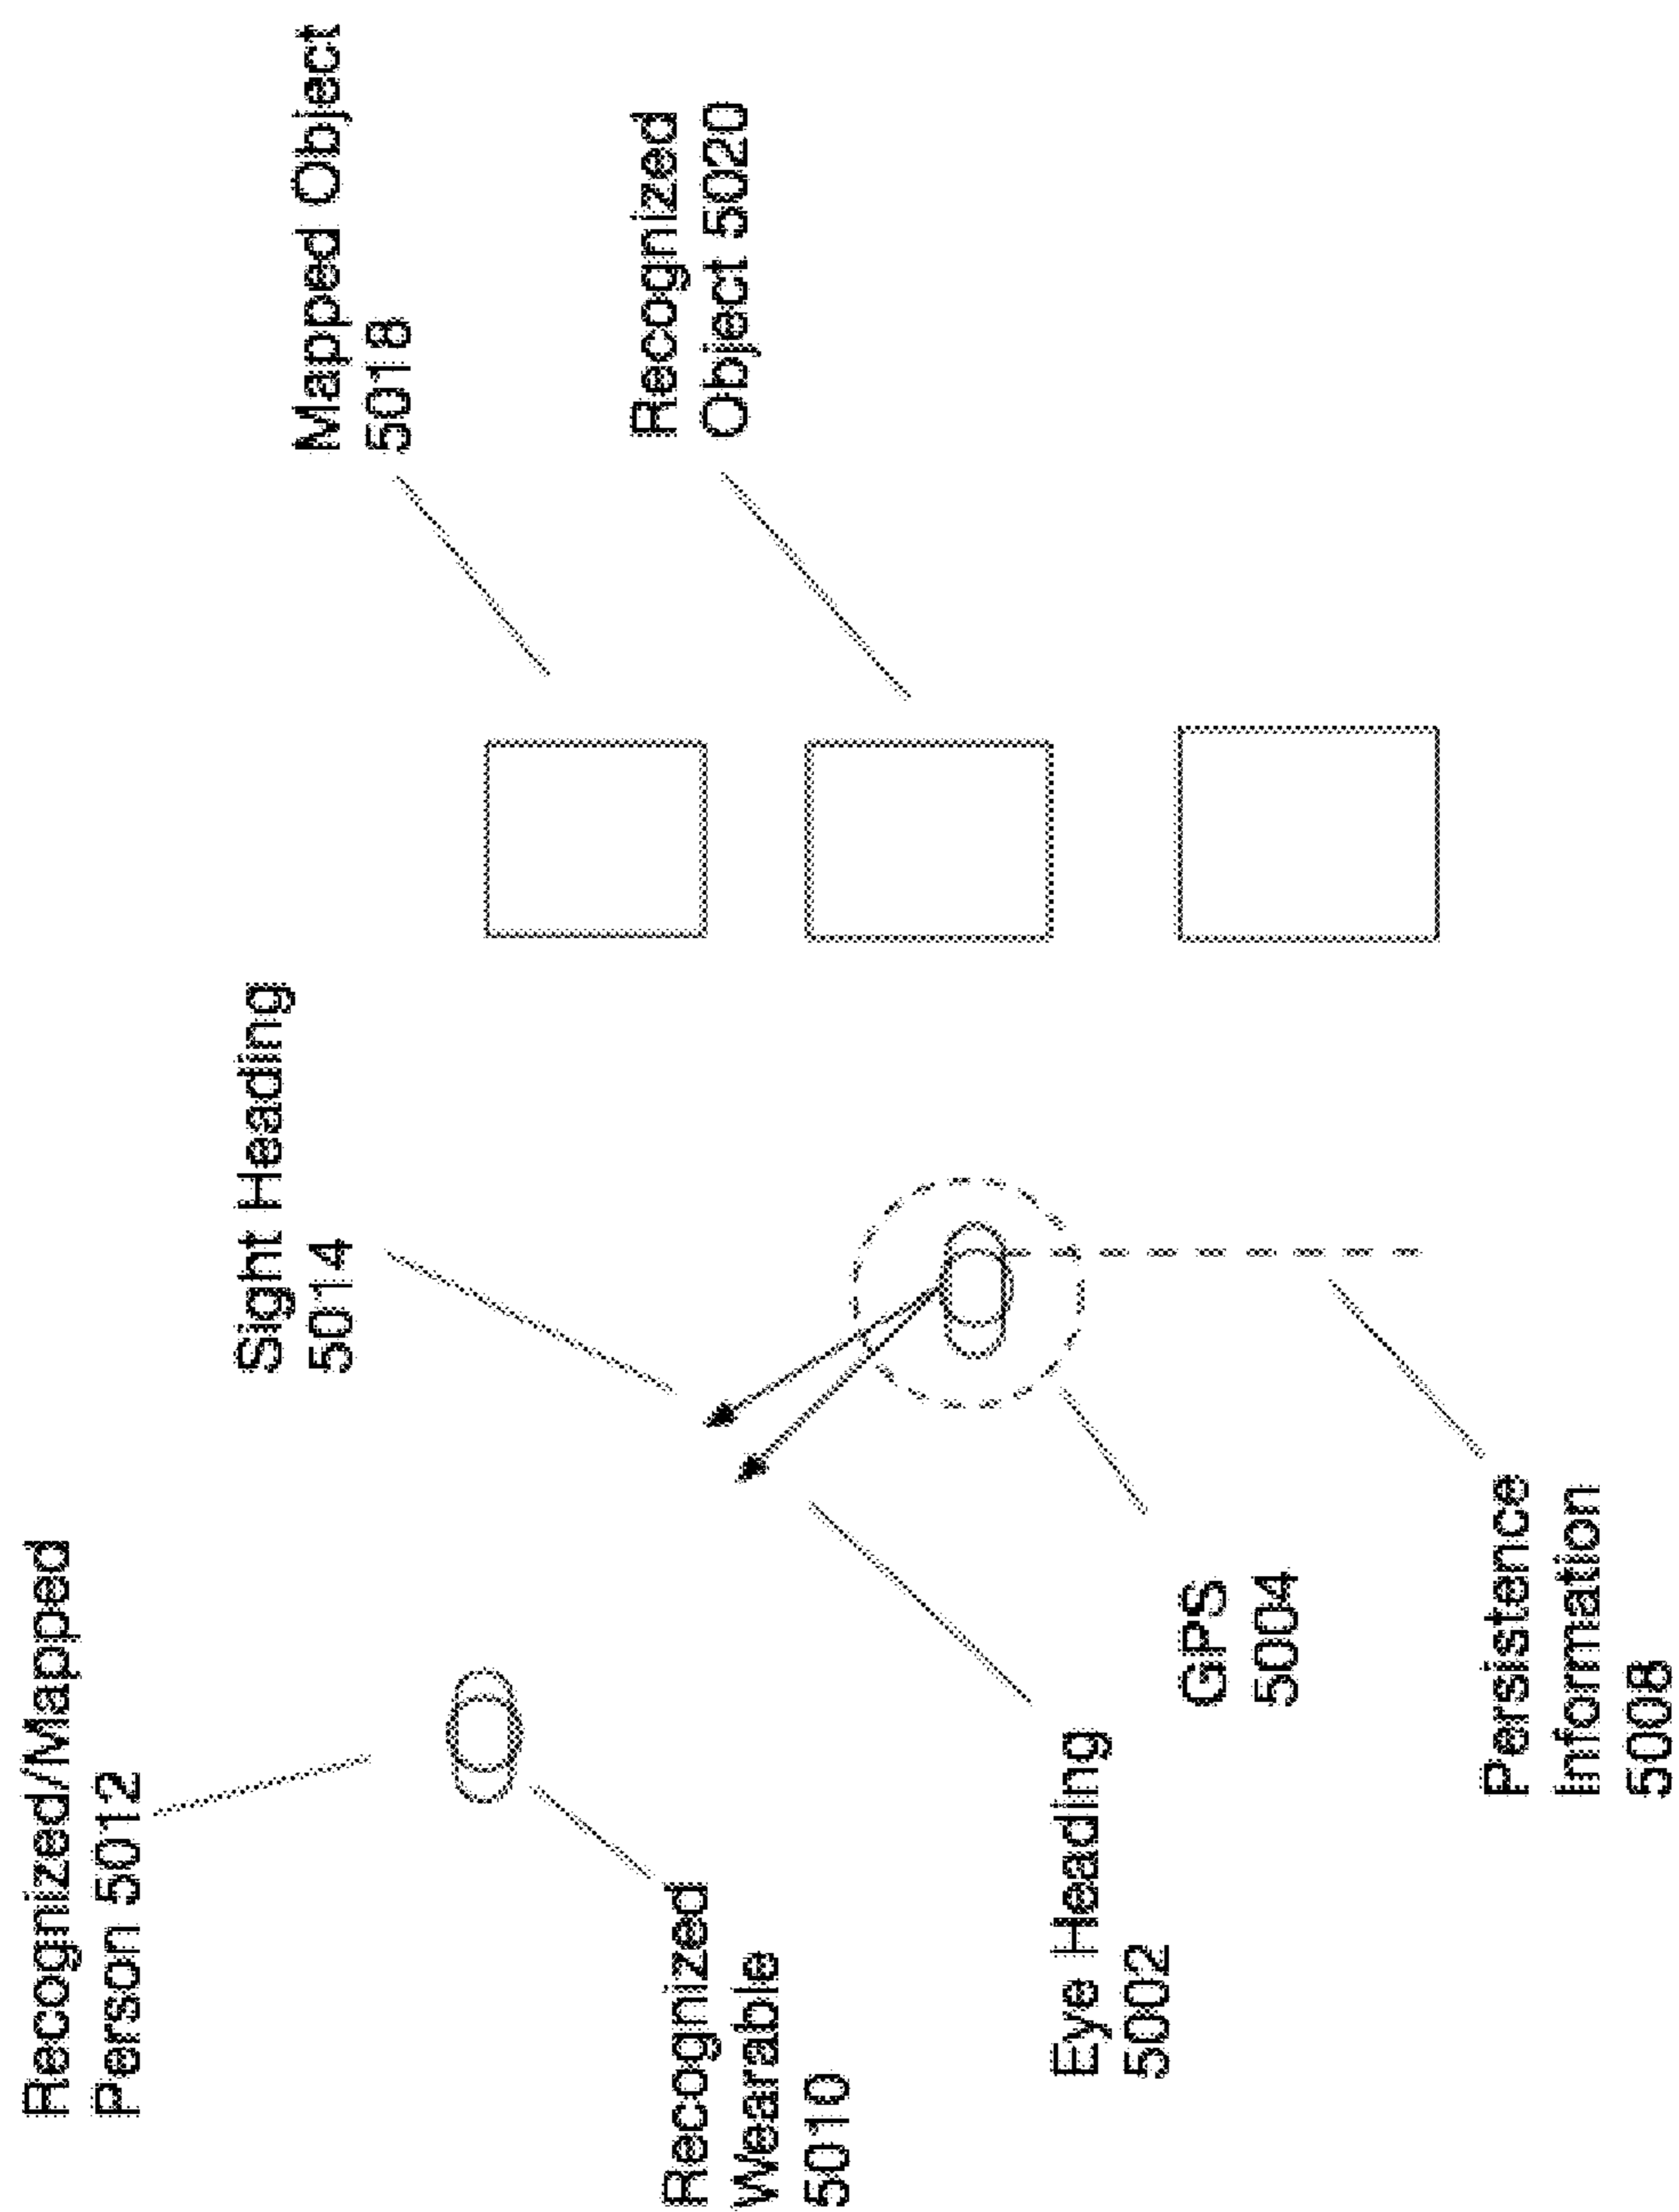 Recognized/Mapped
Person 5012
Sight Heading
5014
Mapped Object
5018
Recognized
Wearable
5010
Recognized
Object 5020
Eye Heading
5002
GPS
5004
Persistence
Information
5008